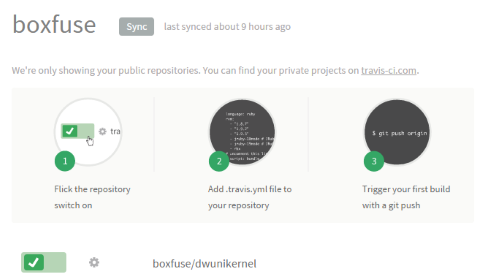 boxfuse
Sync
last synced about 9 hours ago
We're only showing your public repositories. You can find your private projects on travis-ci.com.
tra
language: ruby
$ git push origin
1
2
3
Flick the repository
switch on
Add .travis.yml file to
your repository
Trigger your first build
with a git push
boxfuse/dwunikernel